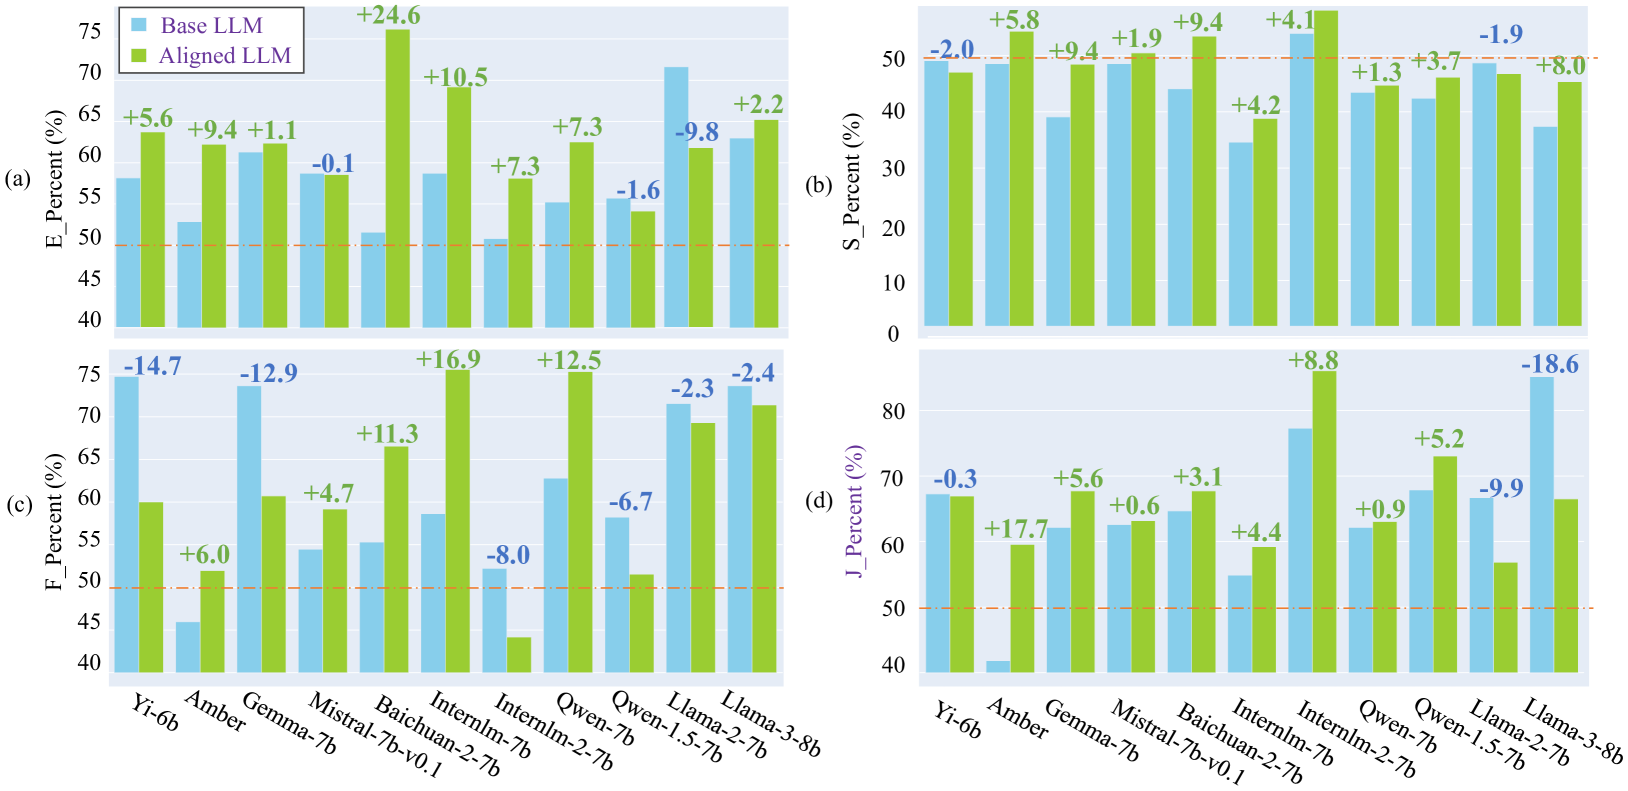 Base LLM
Aligned LLM
(a)
E_Percent (%)
75
70
65
60
55
50
45
40
+5.6
+9.4
+1.1
-0.1
+24.6
+10.5
+7.3
+7.3
-1.6
-9.8
+2.2
(b)
S_Percent (%)
50
40
30
20
10
0
-2.0
+5.8
+9.4
+1.9
+9.4
+4.2
+4.1
+1.3
+3.7
-1.9
+8.0
(c)
F_Percent (%)
75
70
65
60
55
50
45
40
-14.7
+6.0
-12.9
+4.7
+11.3
+16.9
-8.0
+12.5
-6.7
-2.3
-2.4
Yi-6b
Amber
Gemma-7b
Mistral-7b-v0.1
Baichuan-2-7b
Internlm-7b
Internlm-2-7b
Qwen-7b
Qwen-1.5-7b
Llama-2-7b
Llama-3-8b
(d)
J_Percent (%)
80
70
60
50
40
-0.3
+17.7
+5.6
+0.6
+3.1
+4.4
+8.8
+0.9
+5.2
-9.9
-18.6
Yi-6b
Amber
Gemma-7b
Mistral-7b-v0.1
Baichuan-2-7b
Internlm-7b
Internlm-2-7b
Qwen-7b
Qwen-1.5-7b
Llama-2-7b
Llama-3-8b